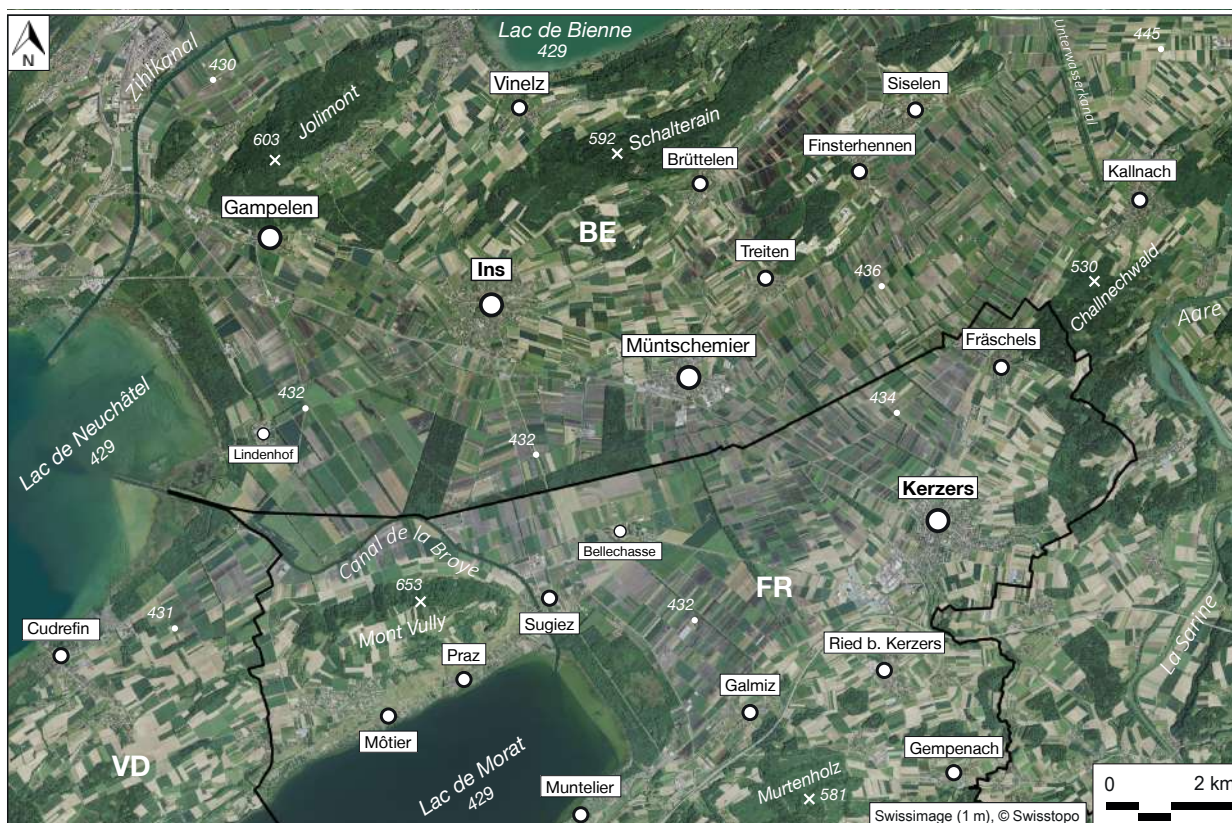 N
Zihlkanal
430
Lac de Bienne
429
Unterwasserkanal
445
Vinelz
Siselen
603
Jolimont
592
Schalterain
Brüttelen
Finsterhennen
Kallnach
Gampelen
BE
Ins
Treiten
436
530
Challnechwald
Aare
Müntschemier
Fräschels
432
434
Lac de Neuchâtel
429
Lindenhof
432
Kerzers
Canal de la Broye
Bellechasse
653
Mont Vully
Sugiez
FR
432
431
Cudrefin
Praz
Ried b. Kerzers
La Sarine
Galmiz
Môtier
VD
Lac de Morat
429
Muntelier
Murtenholz
581
Gempenach
0 2 km
Swissimage (1 m), © Swisstopo